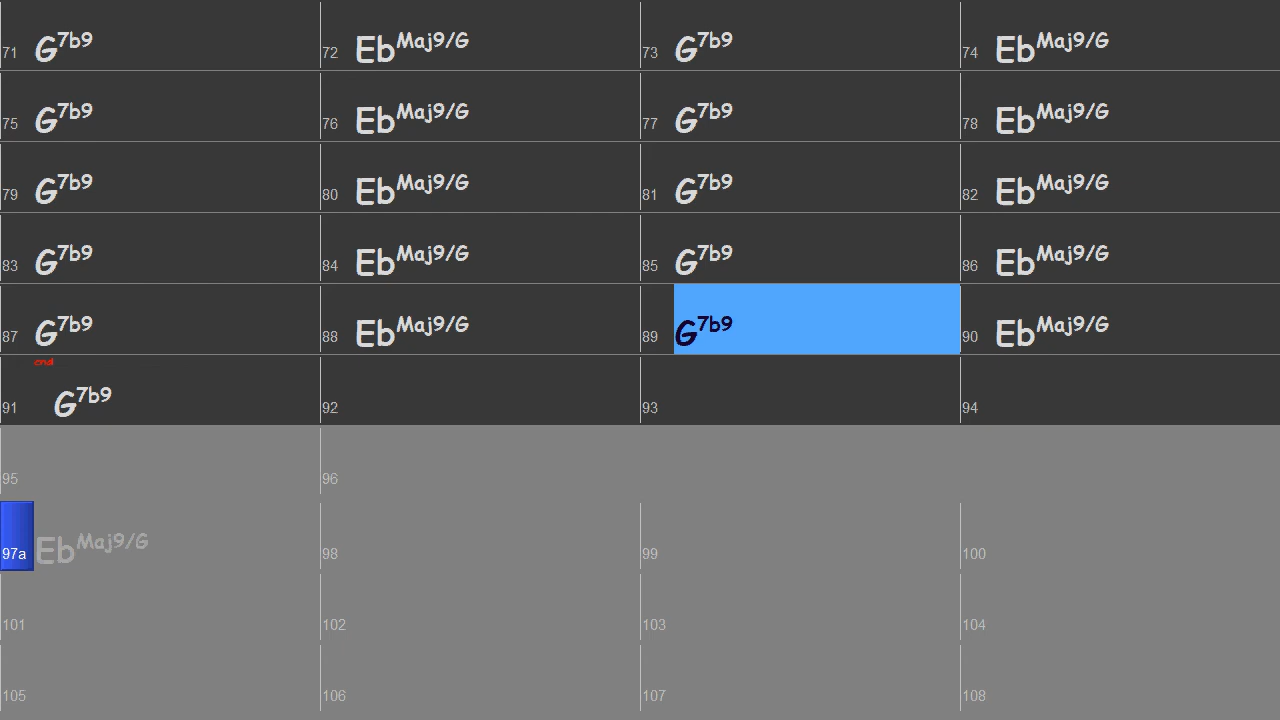 71 G7b9 72 EbMaj9/G 73 G7b9 74 EbMaj9/G
75 G7b9 76 EbMaj9/G 77 G7b9 78 EbMaj9/G
79 G7b9 80 EbMaj9/G 81 G7b9 82 EbMaj9/G
83 G7b9 84 EbMaj9/G 85 G7b9 86 EbMaj9/G
87 G7b9 88 EbMaj9/G 89 G7b9 90 EbMaj9/G
end
91 G7b9 92 93 94
95 96
97a EbMaj9/G 98 99 100
101 102 103 104
105 106 107 108